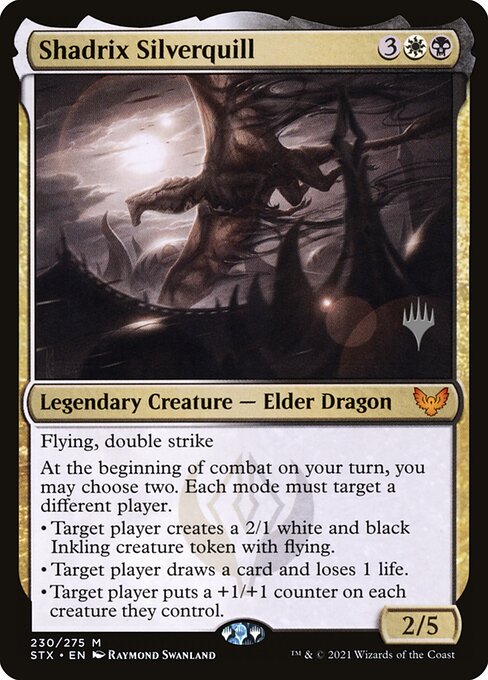 Shadrix Silverquill 3
Legendary Creature — Elder Dragon
Flying, double strike
At the beginning of combat on your turn, you
may choose two. Each mode must target a
different player.
• Target player creates a 2/1 white and black
Inkling creature token with flying.
• Target player draws a card and loses 1 life.
• Target player puts a +1/+1 counter on each
creature they control.
2/5
230/275 M
STX • EN Raymond Swanland
™ & © 2021 Wizards of the Coast